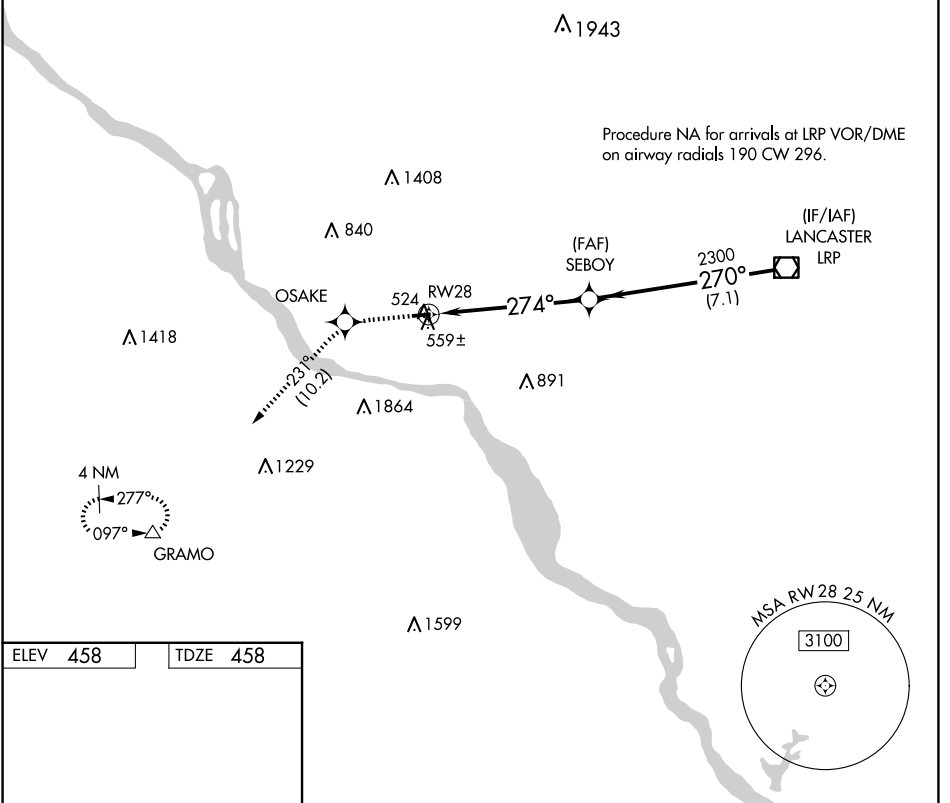 1943
Procedure NA for arrivals at LRP VOR/DME
on airway radials 190 CW 296.
1408
840
(IF/IAF)
LANCASTER
LRP
(FAF)
SEBOY
2300
270°
(7.1)
OSAKE
524
RW28
274°
559±
1418
231°
(10.2)
891
1864
1229
4 NM
277°
097°
GRAMO
1599
MSA RW28 25 NM
3100
ELEV 458
TDZE 458